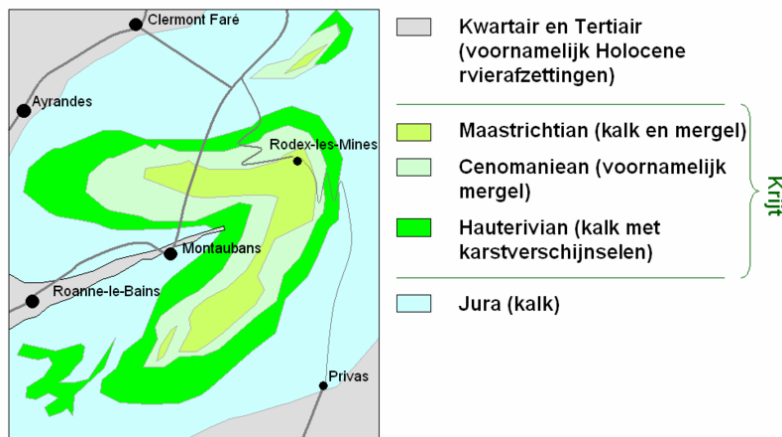 Clermont Faré
Ayrandes
Rodex-les-Mines
Montaubans
Roanne-le-Bains
Privas
Kwartair en Tertiair
(voornamelijk Holocene
rvierafzettingen)
Maastrichtian (kalk en mergel)
Cenomaniean (voornamelijk
mergel)
Hauterivian (kalk met
karstverschijnselen)
Krijt
Jura (kalk)